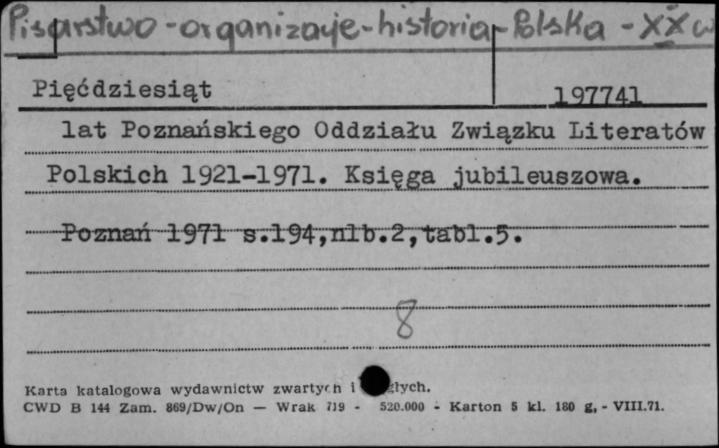 Pisarstwo - organizacje - historia - Polska - XX w
Pięćdziesiąt 197741
lat Poznańskiego Oddziału Związku Literatów
Polskich 1921-1971. Księga jubileuszowa.
Poznań 1971 s.194,nlb.2,tabl.5.
8
Karta katalogowa wydawnictw zwartych i
CWD B 144 Zam. 869/Dw/On — Wrak 719 - 520.000 - Karton 5 kl. 180 g, - VIII.71.